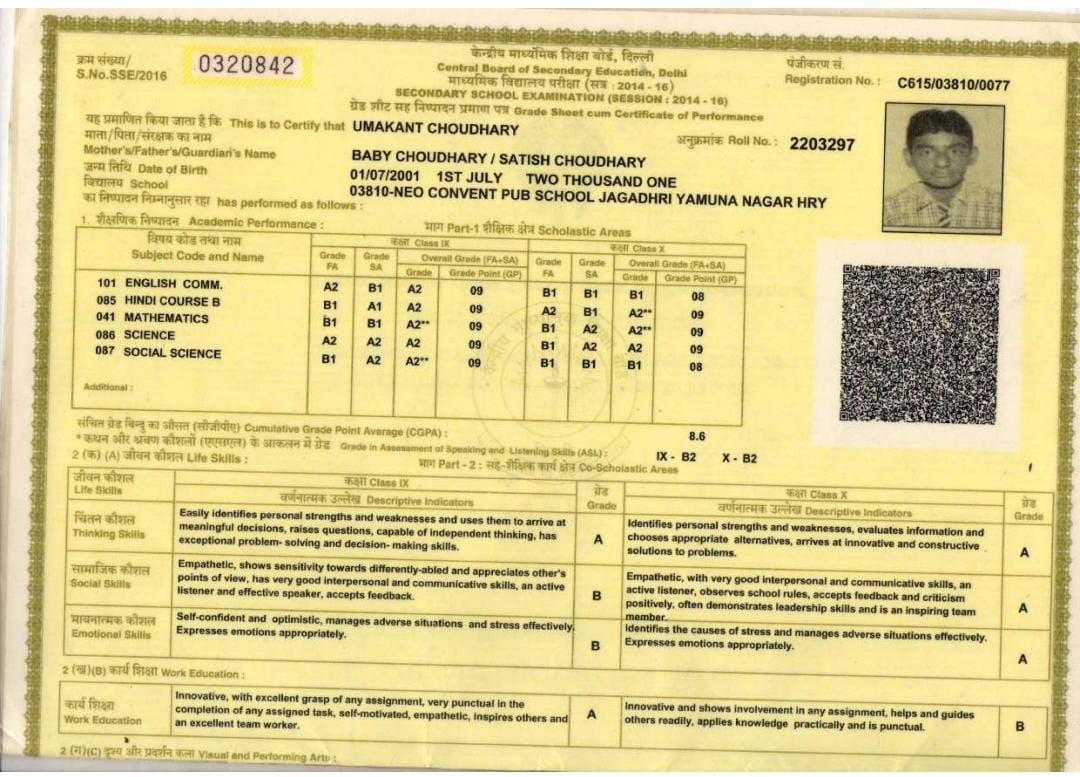 केन्द्रीय माध्यमिक शिक्षा बोर्ड, दिल्ली
क्रम संख्या/
S.No.SSE/2016 0320842
Central Board of Secondary Education, Delhi
माध्यमिक विद्यालय परीक्षा (सत्र : 2014 - 16)
SECONDARY SCHOOL EXAMINATION (SESSION : 2014 - 16)
ग्रेड शीट सह निष्पादन प्रमाण पत्र Grade Sheet cum Certificate of Performance
पंजीकरण सं.
Registration No. : C615/03810/0077
यह प्रमाणित किया जाता है कि This is to Certify that UMAKANT CHOUDHARY
अनुक्रमांक Roll No. : 2203297
माता/पिता/संरक्षक का नाम
Mother's/Father's/Guardian's Name BABY CHOUDHARY / SATISH CHOUDHARY
जन्म तिथि Date of Birth 01/07/2001 1ST JULY TWO THOUSAND ONE
विद्यालय School 03810-NEO CONVENT PUB SCHOOL JAGADHRI YAMUNA NAGAR HRY
का निष्पादन निम्नानुसार रहा has performed as follows :
1. शैक्षणिक निष्पादन Academic Performance : भाग Part-1 शैक्षिक क्षेत्र Scholastic Areas
विषय कोड तथा नाम
Subject Code and Name
कक्षा Class IX कक्षा Class X
Grade FA Grade SA Overall Grade (FA+SA) Grade FA Grade SA Overall Grade (FA+SA)
Grade Grade Point (GP) Grade Grade Point (GP)
101 ENGLISH COMM. A2 B1 A2 09 B1 B1 B1 08
085 HINDI COURSE B B1 A1 A2 09 A2 B1 A2** 09
041 MATHEMATICS B1 B1 A2** 09 B1 A2 A2** 09
086 SCIENCE A2 A2 A2 09 B1 A2 A2 09
087 SOCIAL SCIENCE B1 A2 A2** 09 B1 B1 B1 08
Additional :
संचित ग्रेड बिन्दु का औसत (सीजीपीए) Cumulative Grade Point Average (CGPA) : 8.6
* कथन और श्रवण कौशलों (एएसएल) के आकलन में ग्रेड Grade in Assessment of Speaking and Listening Skills (ASL) : IX - B2 X - B2
2 (क) (A) जीवन कौशल Life Skills : भाग Part - 2 : सह-शैक्षिक कार्य क्षेत्र Co-Scholastic Areas
जीवन कौशल
Life Skills
कक्षा Class IX ग्रेड कक्षा Class X ग्रेड
वर्णनात्मक उल्लेख Descriptive Indicators Grade वर्णनात्मक उल्लेख Descriptive Indicators Grade
चिंतन कौशल
Thinking Skills
Easily identifies personal strengths and weaknesses and uses them to arrive at
meaningful decisions, raises questions, capable of independent thinking, has
exceptional problem- solving and decision- making skills.
A
Identifies personal strengths and weaknesses, evaluates information and
chooses appropriate alternatives, arrives at innovative and constructive
solutions to problems.
A
सामाजिक कौशल
Social Skills
Empathetic, shows sensitivity towards differently-abled and appreciates other's
points of view, has very good interpersonal and communicative skills, an active
listener and effective speaker, accepts feedback.
B
Empathetic, with very good interpersonal and communicative skills, an
active listener, observes school rules, accepts feedback and criticism
positively, often demonstrates leadership skills and is an inspiring team
member.
A
भावनात्मक कौशल
Emotional Skills
Self-confident and optimistic, manages adverse situations and stress effectively.
Expresses emotions appropriately.
B
Identifies the causes of stress and manages adverse situations effectively.
Expresses emotions appropriately.
A
2 (ख)(B) कार्य शिक्षा Work Education :
कार्य शिक्षा
Work Education
Innovative, with excellent grasp of any assignment, very punctual in the
completion of any assigned task, self-motivated, empathetic, inspires others and
an excellent team worker.
A
Innovative and shows involvement in any assignment, helps and guides
others readily, applies knowledge practically and is punctual.
B
2 (ग)(C) दृश्य और प्रदर्शन कला Visual and Performing Arts :